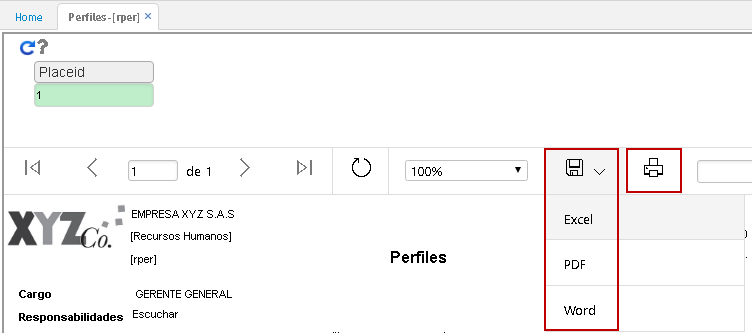 Home Perfiles-[rper] ×
?
Placeid
1
1 de 1 100%
Excel
PDF
Word
XYZ Co.
EMPRESA XYZ S.A.S
[Recursos Humanos]
[rper]
Perfiles
Cargo GERENTE GENERAL
Responsabilidades Escuchar